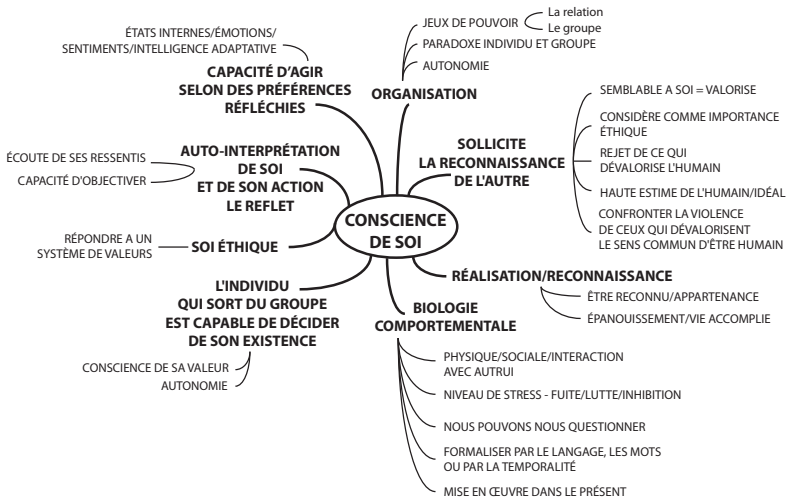 ÉTATS INTERNES/ÉMOTIONS/
SENTIMENTS/INTELLIGENCE ADAPTATIVE
CAPACITÉ D'AGIR
SELON DES PRÉFÉRENCES
RÉFLÉCHIES
JEUX DE POUVOIR
La relation
Le groupe
PARADOXE INDIVIDU ET GROUPE
AUTONOMIE
ORGANISATION
SOLLICITE
LA RECONNAISSANCE
DE L'AUTRE
SEMBLABLE A SOI = VALORISE
CONSIDÈRE COMME IMPORTANCE
ÉTHIQUE
REJET DE CE QUI
DÉVALORISE L'HUMAIN
HAUTE ESTIME DE L'HUMAIN/IDÉAL
CONFRONTER LA VIOLENCE
DE CEUX QUI DÉVALORISENT
LE SENS COMMUN D'ÊTRE HUMAIN
AUTO-INTERPRÉTATION
DE SOI
ET DE SON ACTION
LE REFLET
ÉCOUTE DE SES RESSENTIS
CAPACITÉ D'OBJECTIVER
CONSCIENCE
DE SOI
SOI ÉTHIQUE
RÉPONDRE A UN
SYSTÈME DE VALEURS
RÉALISATION/RECONNAISSANCE
ÊTRE RECONNU/APPARTENANCE
ÉPANOUISSEMENT/VIE ACCOMPLIE
L'INDIVIDU
QUI SORT DU GROUPE
EST CAPABLE DE DÉCIDER
DE SON EXISTENCE
CONSCIENCE DE SA VALEUR
AUTONOMIE
BIOLOGIE
COMPORTEMENTALE
PHYSIQUE/SOCIALE/INTERACTION
AVEC AUTRUI
NIVEAU DE STRESS - FUITE/LUTTE/INHIBITION
NOUS POUVONS NOUS QUESTIONNER
FORMALISER PAR LE LANGAGE, LES MOTS
OU PAR LA TEMPORALITÉ
MISE EN ŒUVRE DANS LE PRÉSENT